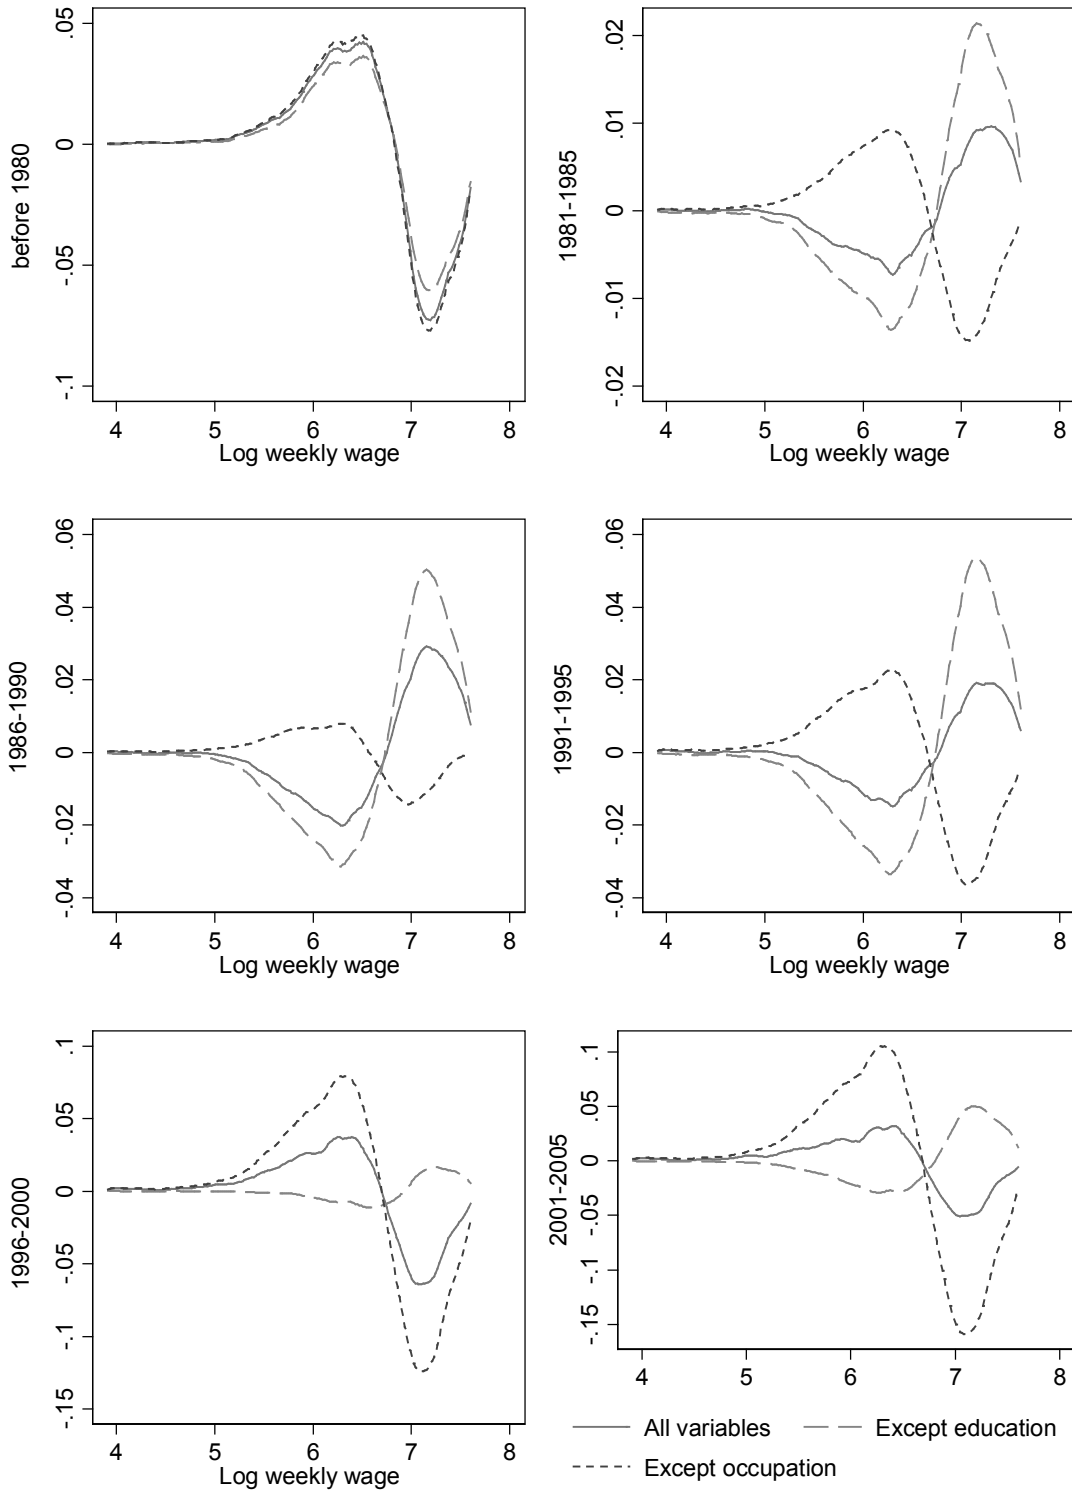 before 1980
.05
0
-.05
-.1
4 5 6 7 8
Log weekly wage
1981-1985
.02
.01
0
-.01
-.02
4 5 6 7 8
Log weekly wage
1986-1990
.06
.04
.02
0
-.02
-.04
4 5 6 7 8
Log weekly wage
1991-1995
.06
.04
.02
0
-.02
-.04
4 5 6 7 8
Log weekly wage
1996-2000
.1
.05
0
-.05
-.1
-.15
4 5 6 7 8
Log weekly wage
2001-2005
.1
.05
0
-.05
-.1
-.15
4 5 6 7 8
All variables Except education
Except occupation